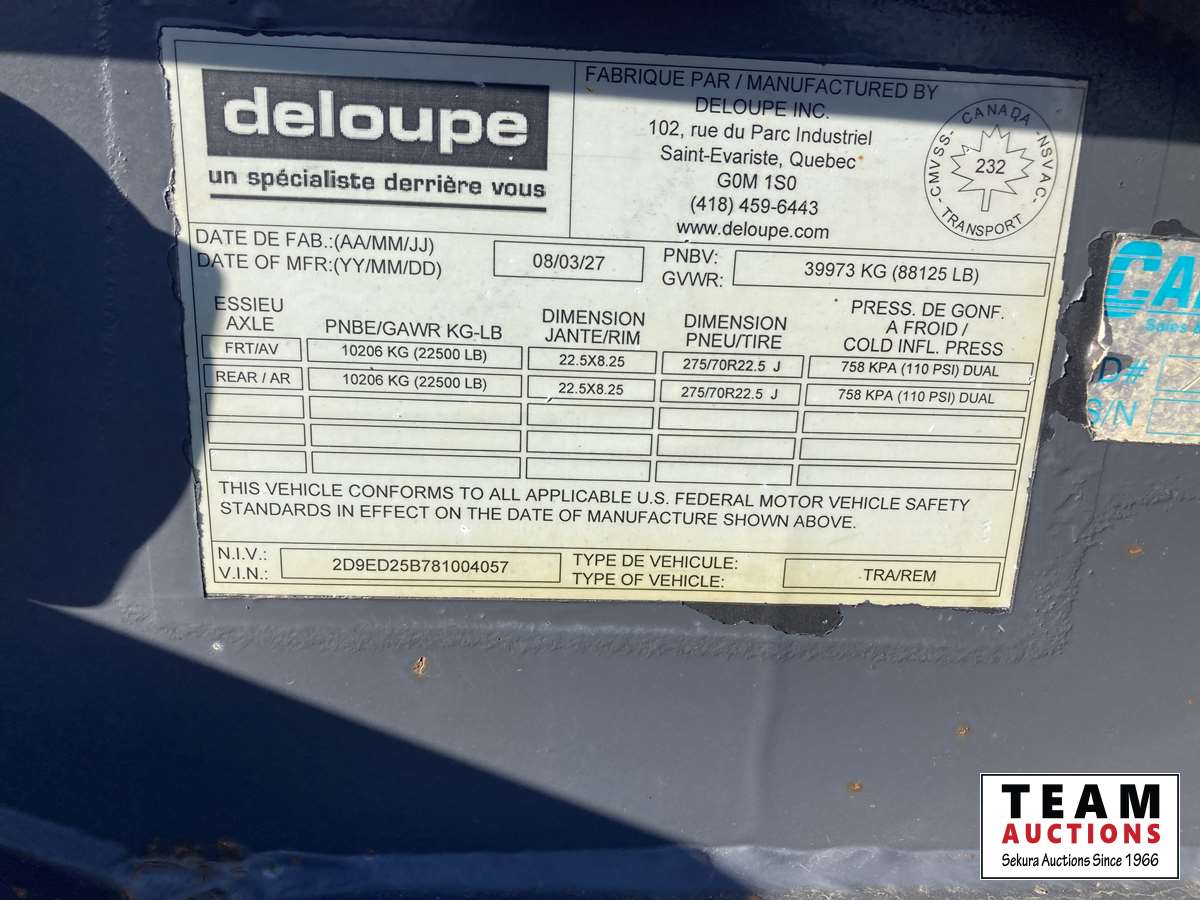 deloupe
un spécialiste derrière vous
FABRIQUE PAR / MANUFACTURED BY
DELOUPE INC.
102, rue du Parc Industriel
Saint-Evariste, Quebec
G0M 1S0
(418) 459-6443
www.deloupe.com
CMVSS - CANADA - NSVAC - TRANSPORT
232
DATE DE FAB.:(AA/MM/JJ)
DATE OF MFR:(YY/MM/DD)
08/03/27
PNBV:
GVWR:
39973 KG (88125 LB)
ESSIEU
AXLE
PNBE/GAWR KG-LB
DIMENSION
JANTE/RIM
DIMENSION
PNEU/TIRE
PRESS. DE GONF.
A FROID /
COLD INFL. PRESS
FRT/AV 10206 KG (22500 LB) 22.5X8.25 275/70R22.5 J 758 KPA (110 PSI) DUAL
REAR / AR 10206 KG (22500 LB) 22.5X8.25 275/70R22.5 J 758 KPA (110 PSI) DUAL
THIS VEHICLE CONFORMS TO ALL APPLICABLE U.S. FEDERAL MOTOR VEHICLE SAFETY
STANDARDS IN EFFECT ON THE DATE OF MANUFACTURE SHOWN ABOVE.
N.I.V.:
V.I.N.:
2D9ED25B781004057
TYPE DE VEHICULE:
TYPE OF VEHICLE:
TRA/REM
Sales
S/N
TEAM
AUCTIONS
Sekura Auctions Since 1966